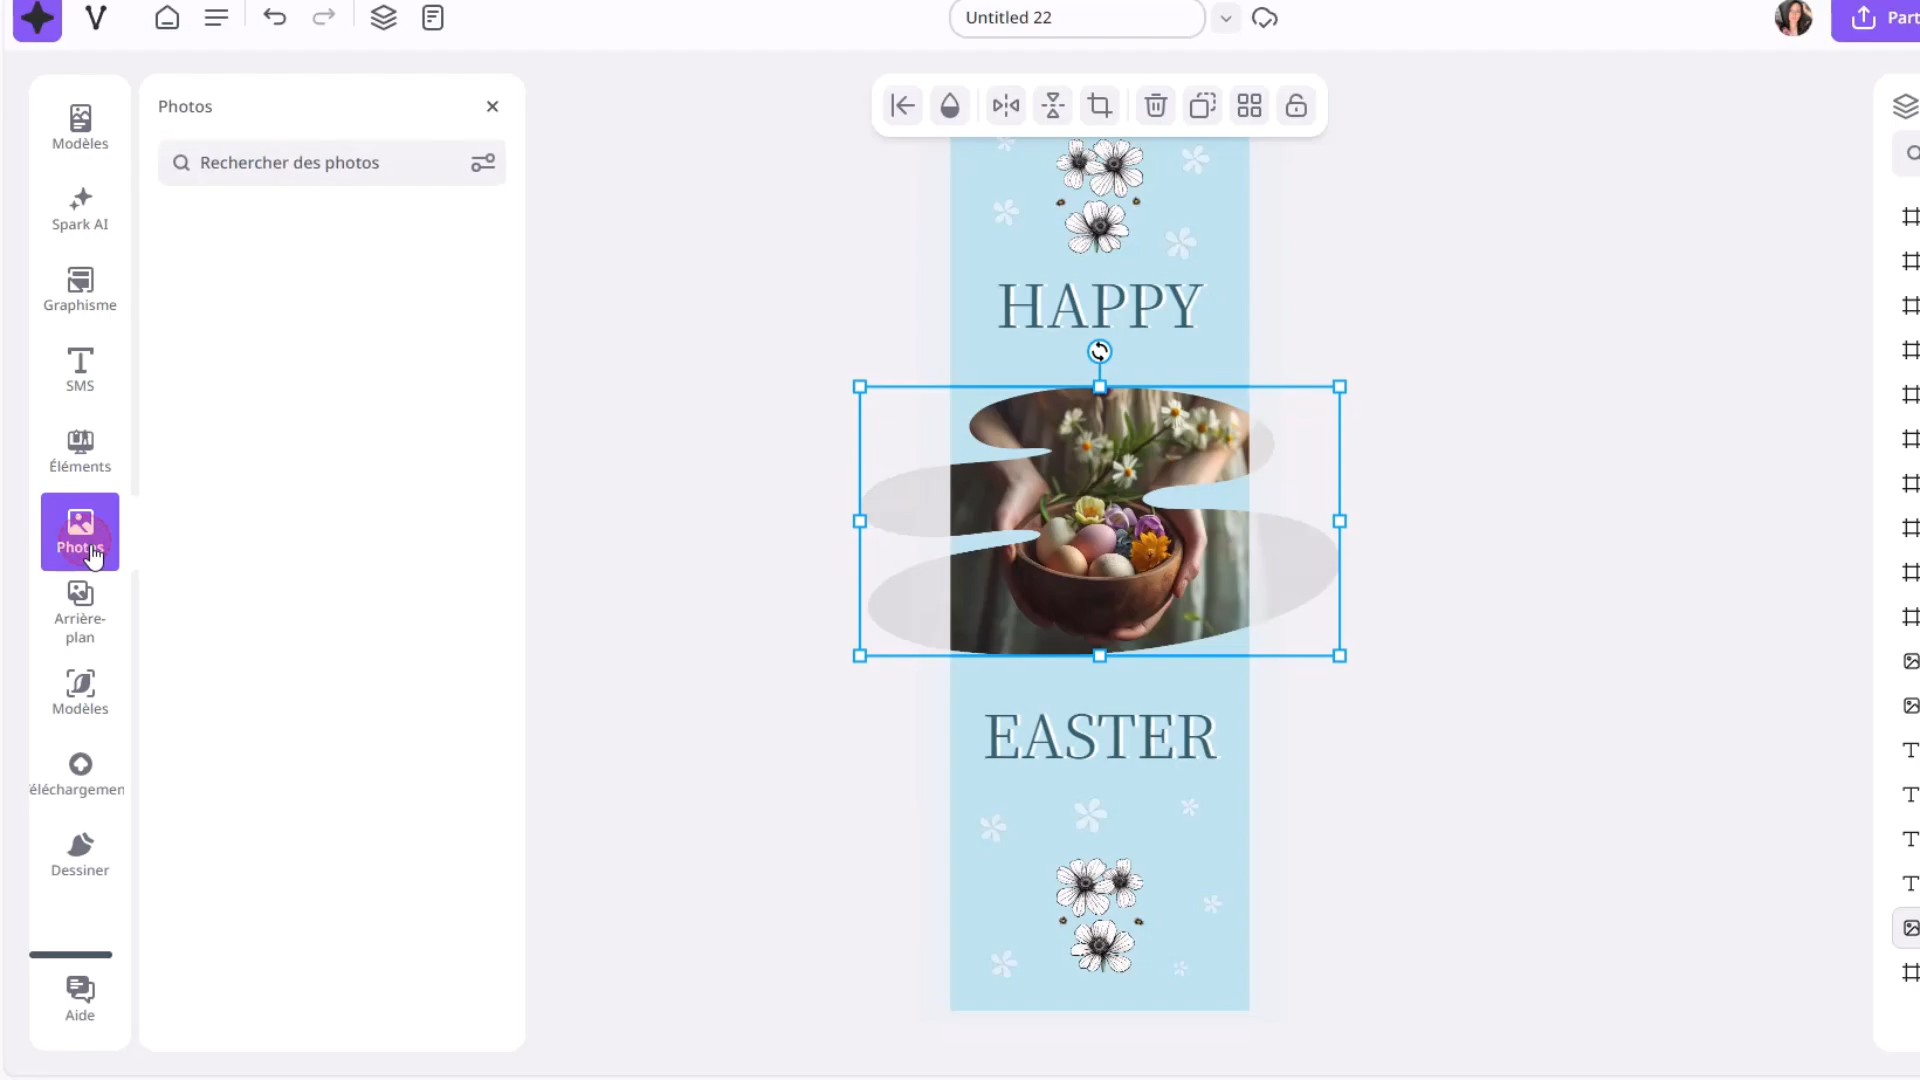 Untitled 22
Part
Modèles
Spark AI
Graphisme
SMS
Éléments
Photos
Arrière-
plan
Modèles
éléchargemen
Dessiner
Aide
Photos
Rechercher des photos
HAPPY
EASTER